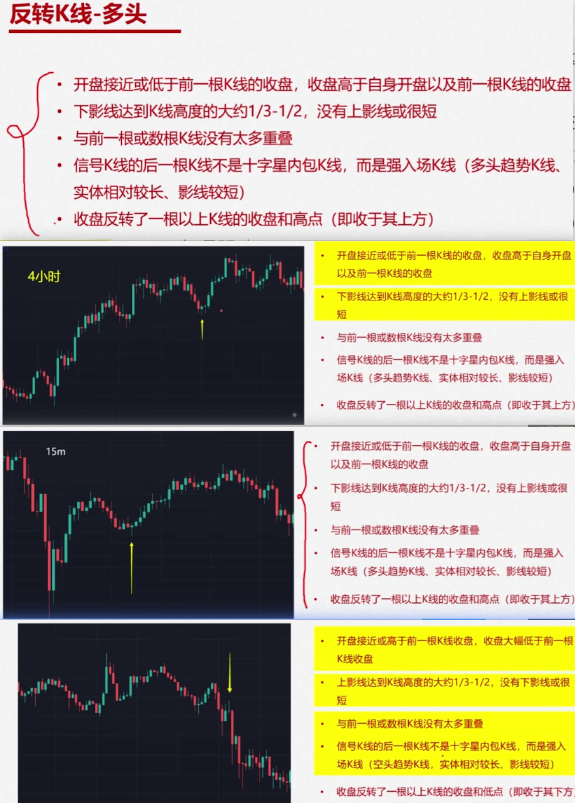 反转K线-多头
• 开盘接近或低于前一根K线的收盘，收盘高于自身开盘以及前一根K线的收盘
• 下影线达到K线高度的大约1/3-1/2，没有上影线或很短
• 与前一根或数根K线没有太多重叠
• 信号K线的后一根K线不是十字星内包K线，而是强入场K线（多头趋势K线、
实体相对较长、影线较短）
• 收盘反转了一根以上K线的收盘和高点（即收于其上方）
4小时
• 开盘接近或低于前一根K线的收盘，收盘高于自身开盘
以及前一根K线的收盘
• 下影线达到K线高度的大约1/3-1/2，没有上影线或很
短
• 与前一根或数根K线没有太多重叠
• 信号K线的后一根K线不是十字星内包K线，而是强入
场K线（多头趋势K线、实体相对较长、影线较短）
• 收盘反转了一根以上K线的收盘和高点（即收于其上方）
15m
• 开盘接近或低于前一根K线的收盘，收盘高于自身开盘
以及前一根K线的收盘
• 下影线达到K线高度的大约1/3-1/2，没有上影线或很
短
• 与前一根或数根K线没有太多重叠
• 信号K线的后一根K线不是十字星内包K线，而是强入
场K线（多头趋势K线、实体相对较长、影线较短）
• 收盘反转了一根以上K线的收盘和高点（即收于其上方）
• 开盘接近或高于前一根K线收盘，收盘大幅低于前一根
K线收盘
• 上影线达到K线高度的大约1/3-1/2，没有下影线或很
短
• 与前一根或数根K线没有太多重叠
• 信号K线的后一根K线不是十字星内包K线，而是强入
场K线（空头趋势K线，实体相对较长、影线较短）
• 收盘反转了一根以上K线的收盘和低点（即收于其下方）